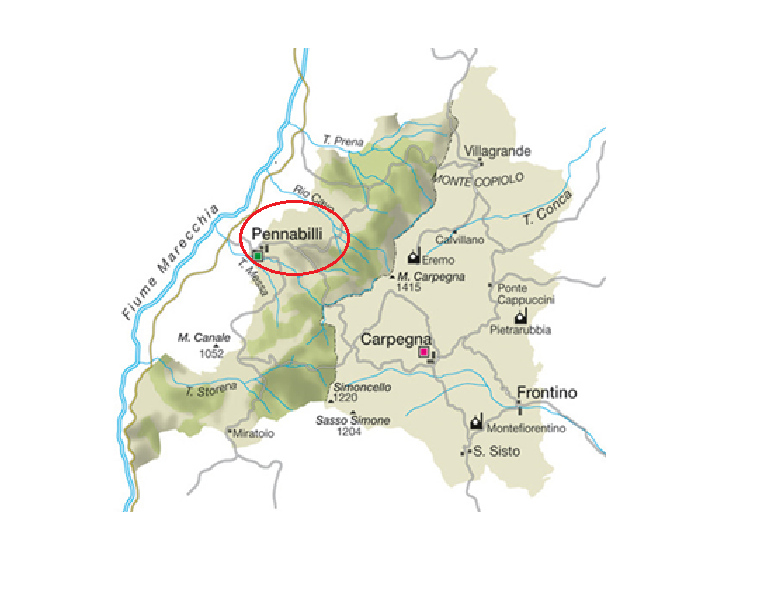 T. Prena
Villagrande
MONTE COPIOLO
Rio Cava
T. Conca
Fiume Marecchia
Pennabilli
Calvillano
Eremo
T. Messa
M. Carpegna
1415
Ponte
Cappuccini
Pietrarubbia
M. Canale
1052
Carpegna
T. Storena
Simoncello
1220
Frontino
Sasso Simone
1204
Miratoio
Montefiorentino
S. Sisto